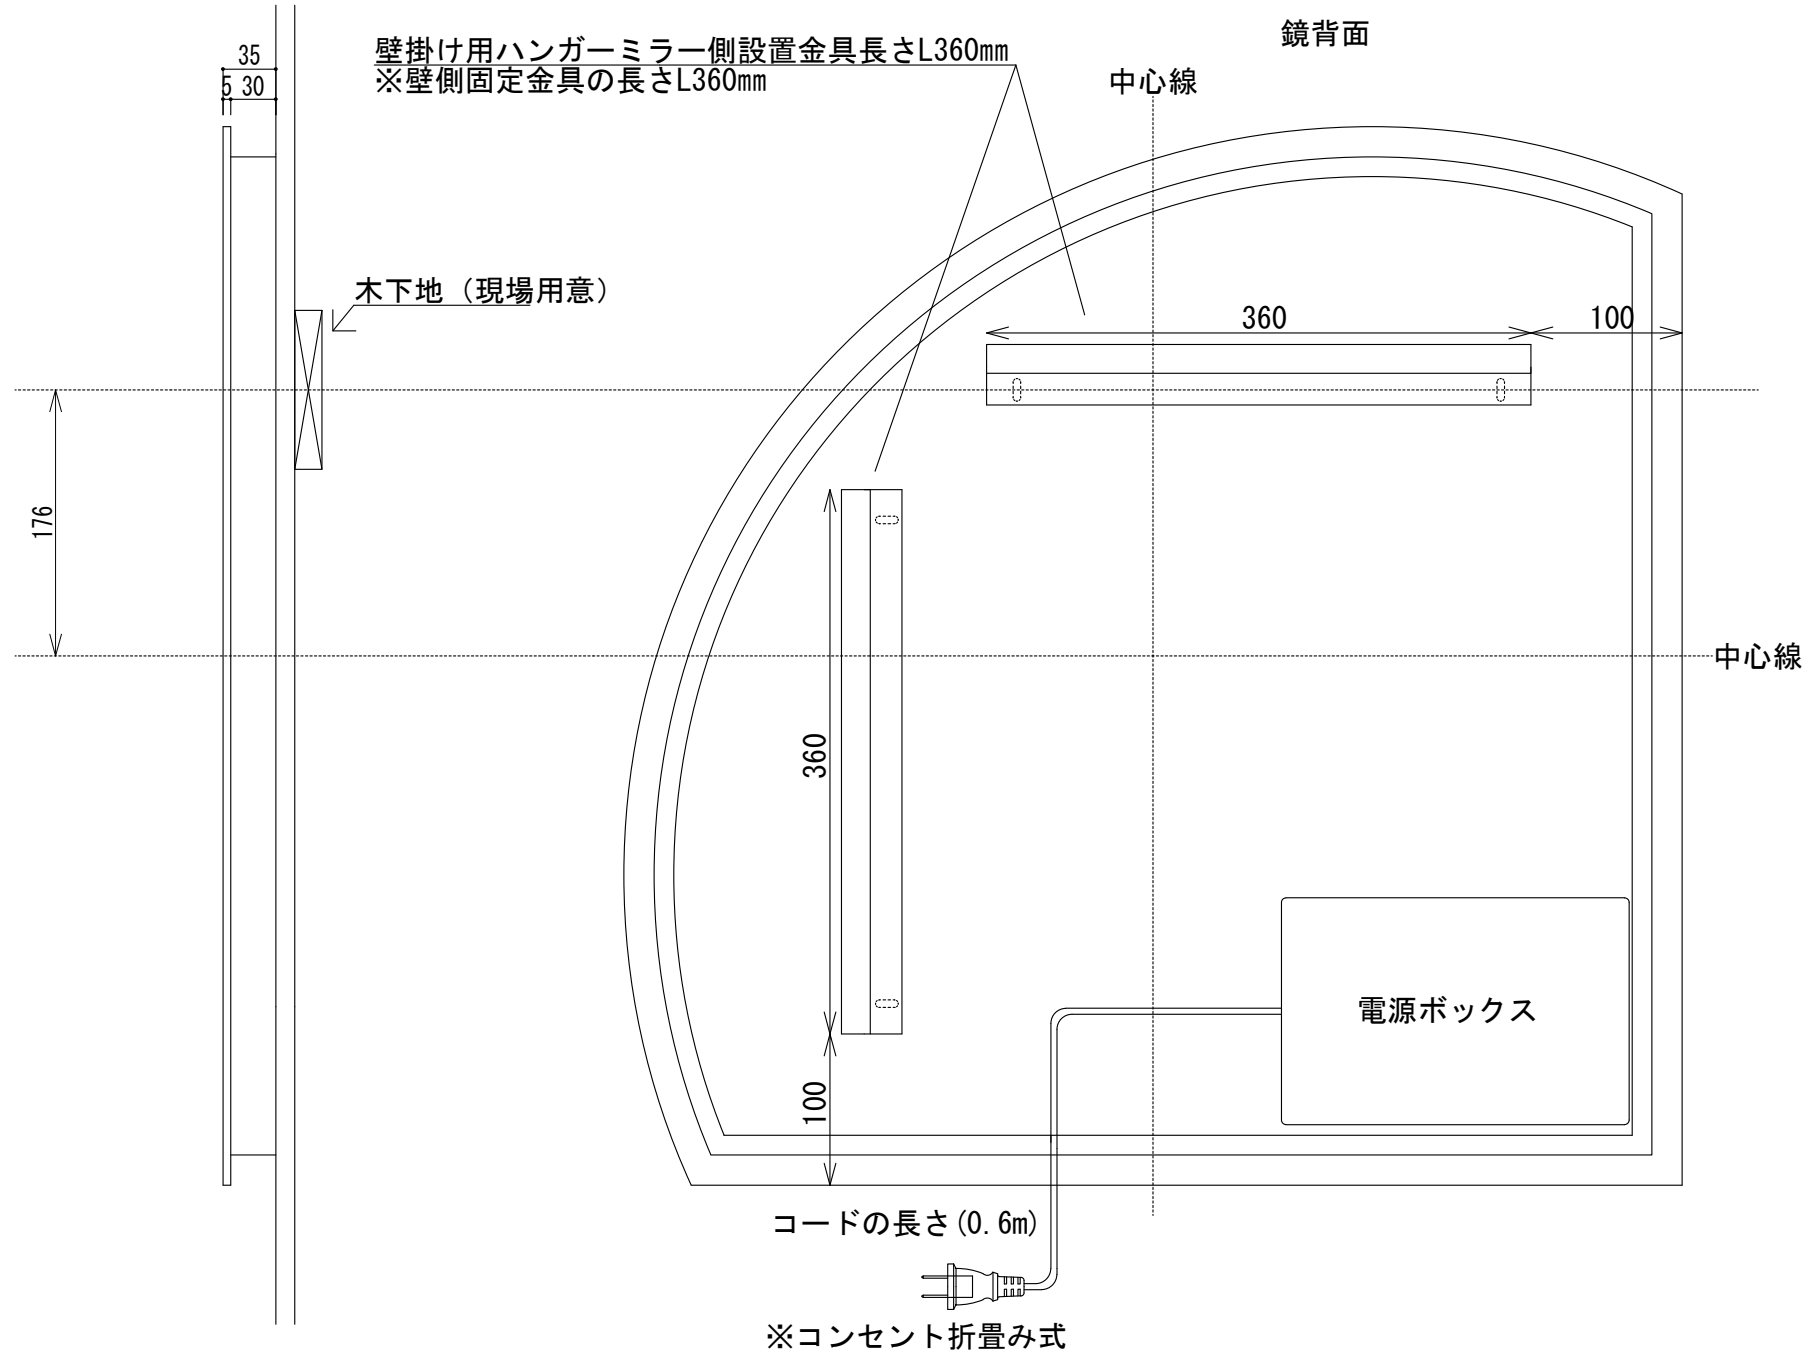 鏡背面
35
5 30
壁掛け用ハンガーミラー側設置金具長さL360mm
※壁側固定金具の長さL360mm
中心線
木下地（現場用意）
360
100
176
中心線
360
電源ボックス
100
コードの長さ(0.6m)
※コンセント折畳み式